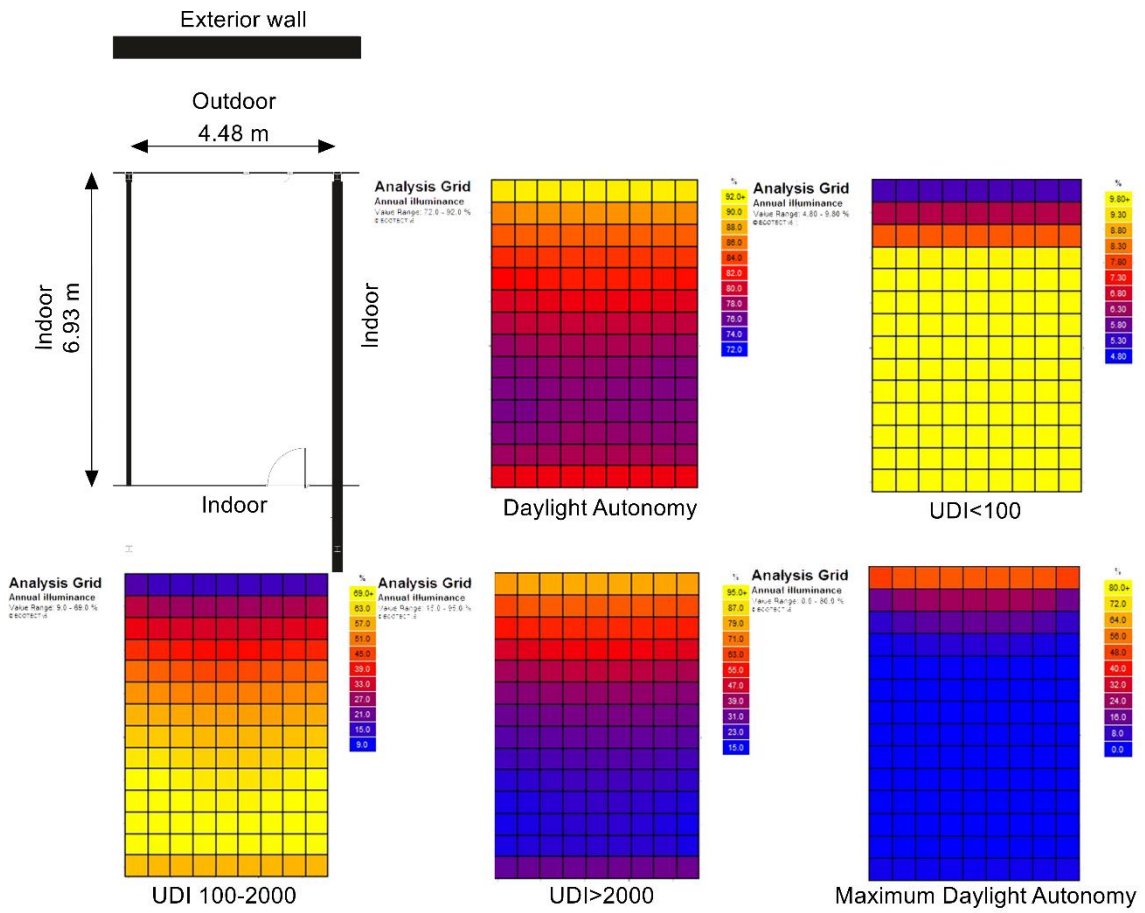 Exterior wall
Outdoor
4.48 m
Indoor
6.93 m
Indoor
Indoor
Analysis Grid
Annual illuminance
Value Range: 72.0 - 92.0 %
%
92.0+
90.0
88.0
86.0
84.0
82.0
80.0
78.0
76.0
74.0
72.0
Daylight Autonomy
Analysis Grid
Annual illuminance
Value Range: 4.80 - 9.80 %
%
9.80+
9.30
8.80
8.30
7.80
7.30
6.80
6.30
5.80
5.30
4.80
UDI<100
Analysis Grid
Annual illuminance
Value Range: 9.0 - 69.0 %
%
69.0+
63.0
57.0
51.0
45.0
39.0
33.0
27.0
21.0
15.0
9.0
UDI 100-2000
Analysis Grid
Annual illuminance
Value Range: 15.0 - 95.0 %
%
95.0+
87.0
79.0
71.0
63.0
55.0
47.0
39.0
31.0
23.0
15.0
UDI>2000
Analysis Grid
Annual illuminance
Value Range: 0.0 - 80.0 %
%
80.0+
72.0
64.0
56.0
48.0
40.0
32.0
24.0
16.0
8.0
0.0
Maximum Daylight Autonomy